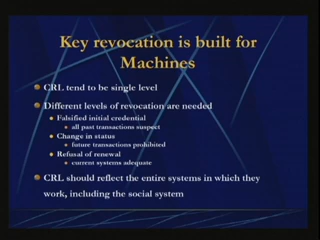 Key revocation is built for
Machines
CRL tend to be single level
Different levels of revocation are needed
Falsified initial credential
all past transactions suspect
Change in status
future transactions prohibited
Refusal of renewal
current systems adequate
CRL should reflect the entire systems in which they
work, including the social system